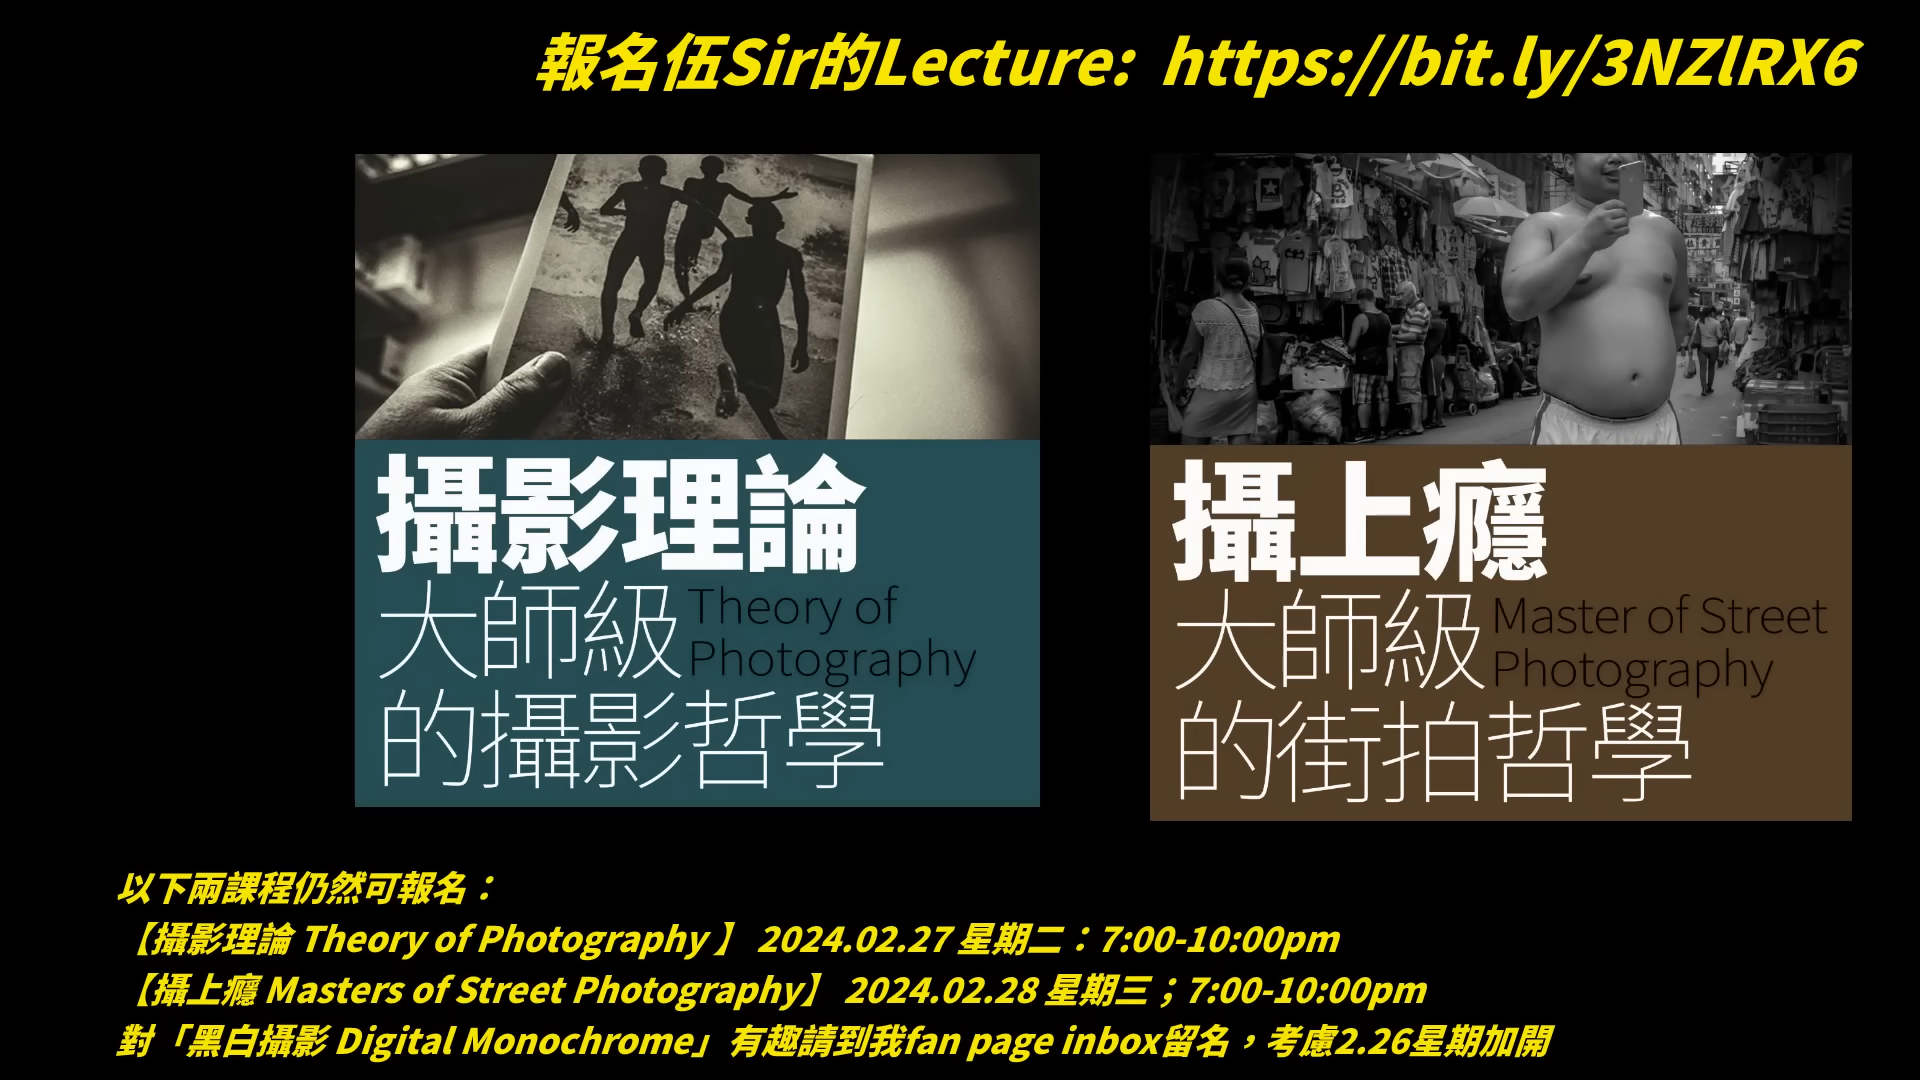 報名伍Sir的Lecture: https://bit.ly/3NZlRX6
攝影理論
大師級
Theory of
Photography
的攝影哲學
攝上癮
大師級
Master of Street
Photography
的街拍哲學
以下兩課程仍然可報名：
【攝影理論 Theory of Photography 】 2024.02.27 星期二：7:00-10:00pm
【攝上癮 Masters of Street Photography】 2024.02.28 星期三；7:00-10:00pm
對「黑白攝影 Digital Monochrome」有趣請到我fan page inbox留名，考慮2.26星期加開